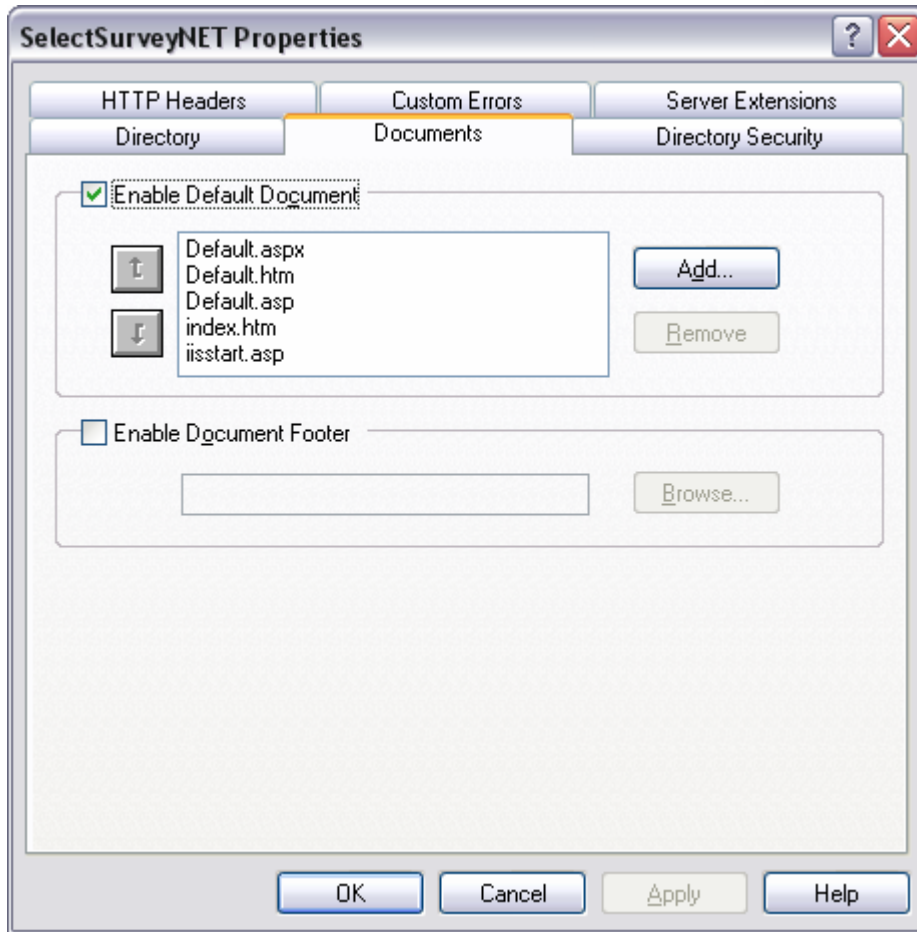 SelectSurveyNET Properties
HTTP Headers Custom Errors Server Extensions
Directory Documents Directory Security
Enable Default Document
Default.aspx
Default.htm
Default.asp
index.htm
iisstart.asp
Add...
Remove
Enable Document Footer
Browse...
OK Cancel Apply Help